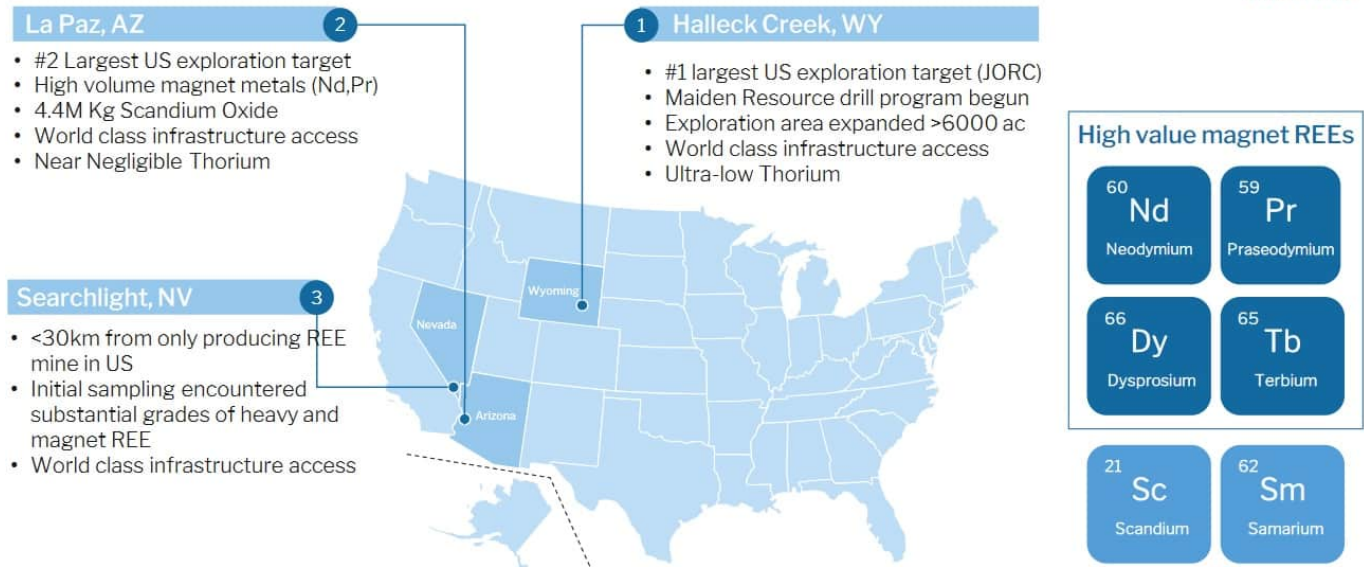 La Paz, AZ
2
• #2 Largest US exploration target
• High volume magnet metals (Nd,Pr)
• 4.4M Kg Scandium Oxide
• World class infrastructure access
• Near Negligible Thorium
1
Halleck Creek, WY
• #1 largest US exploration target (JORC)
• Maiden Resource drill program begun
• Exploration area expanded >6000 ac
• World class infrastructure access
• Ultra-low Thorium
Searchlight, NV
3
• <30km from only producing REE
mine in US
• Initial sampling encountered
substantial grades of heavy and
magnet REE
• World class infrastructure access
Wyoming
Nevada
Arizona
High value magnet REEs
60
Nd
Neodymium
59
Pr
Praseodymium
66
Dy
Dysprosium
65
Tb
Terbium
21
Sc
Scandium
62
Sm
Samarium